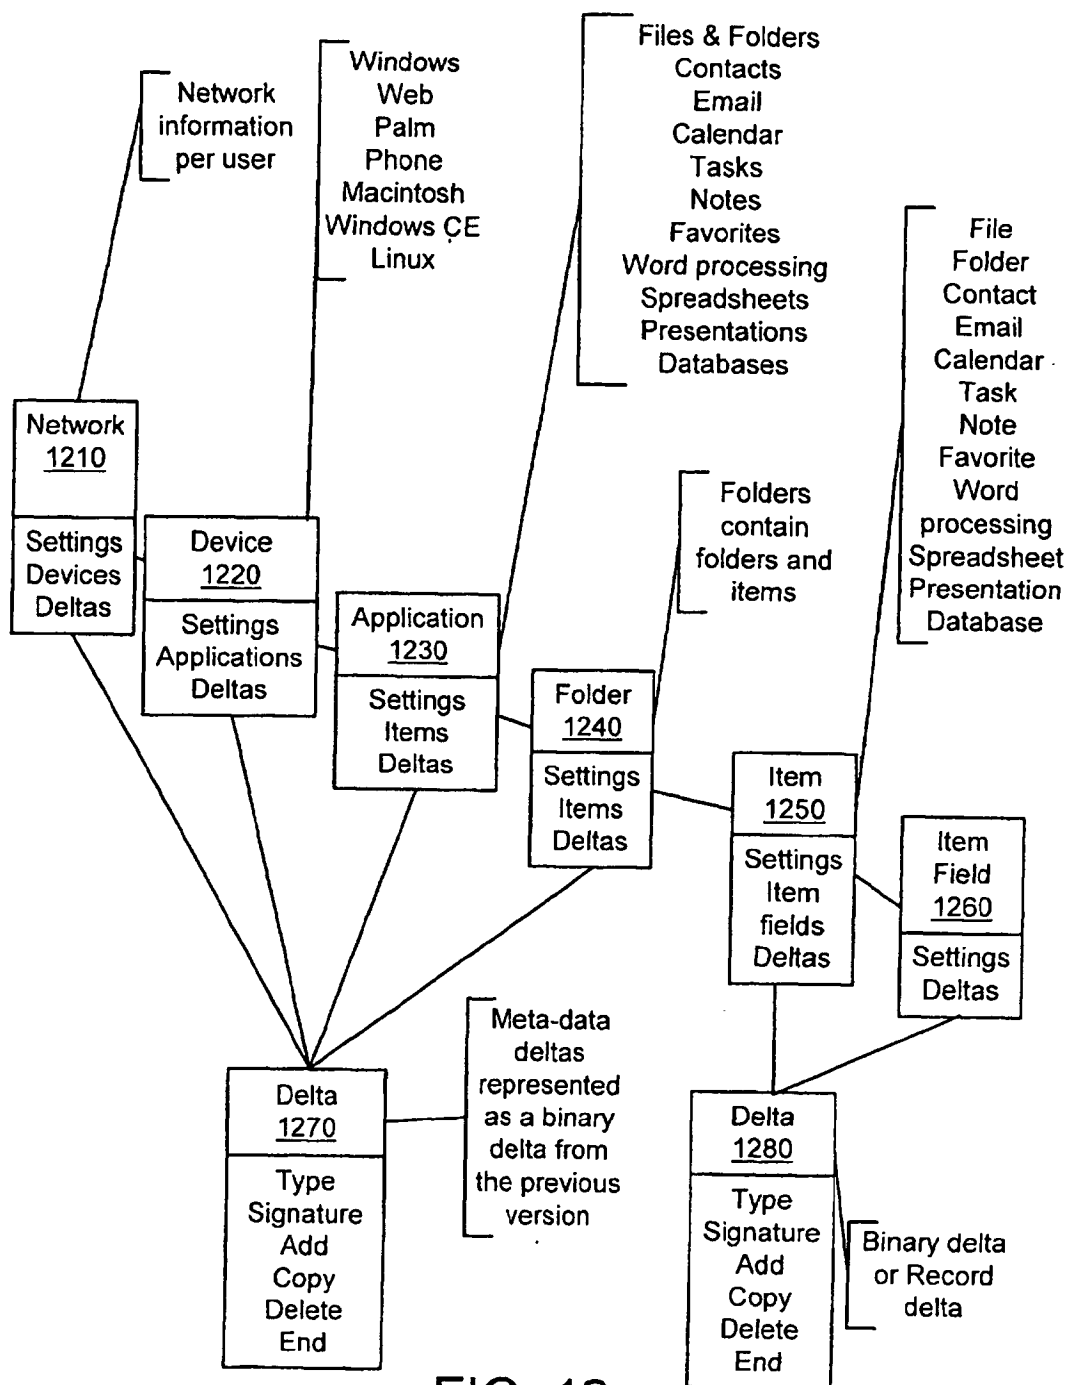 Network
information
per user
Windows
Web
Palm
Phone
Macintosh
Windows CE
Linux
Files & Folders
Contacts
Email
Calendar
Tasks
Notes
Favorites
Word processing
Spreadsheets
Presentations
Databases
File
Folder
Contact
Email
Calendar
Task
Note
Favorite
Word
processing
Spreadsheet
Presentation
Database
Folders
contain
folders and
items
Network
1210
Settings
Devices
Deltas
Device
1220
Settings
Applications
Deltas
Application
1230
Settings
Items
Deltas
Folder
1240
Settings
Items
Deltas
Item
1250
Settings
Item
fields
Deltas
Item
Field
1260
Settings
Deltas
Delta
1270
Type
Signature
Add
Copy
Delete
End
Meta-data
deltas
represented
as a binary
delta from
the previous
version
Delta
1280
Type
Signature
Add
Copy
Delete
End
Binary delta
or Record
delta